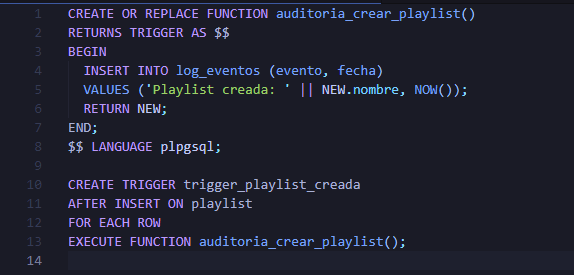 1 CREATE OR REPLACE FUNCTION auditoria_crear_playlist()
2 RETURNS TRIGGER AS $$
3 BEGIN
4   INSERT INTO log_eventos (evento, fecha)
5   VALUES ('Playlist creada: ' || NEW.nombre, NOW());
6   RETURN NEW;
7 END;
8 $$ LANGUAGE plpgsql;
9
10 CREATE TRIGGER trigger_playlist_creada
11 AFTER INSERT ON playlist
12 FOR EACH ROW
13 EXECUTE FUNCTION auditoria_crear_playlist();
14